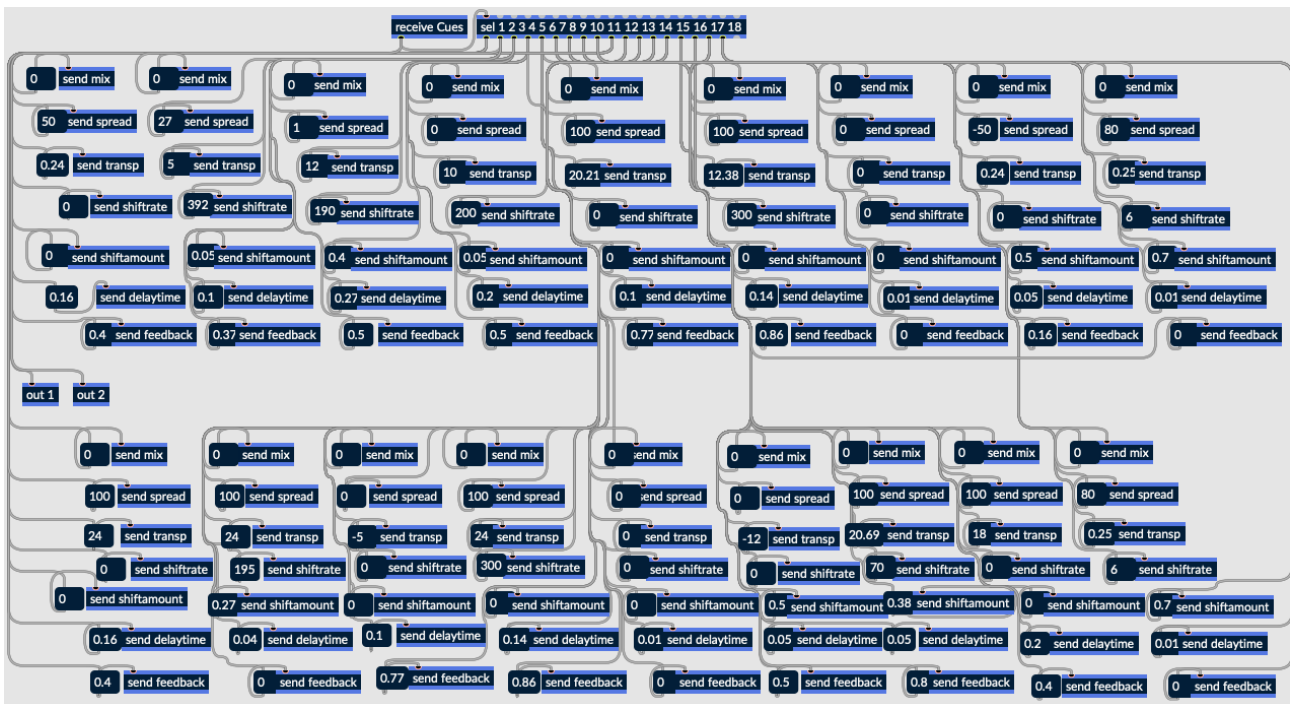 receive Cues sel 1 2 3 4 5 6 7 8 9 10 11 12 13 14 15 16 17 18
0 send mix 0 send mix 0 send mix 0 send mix 0 send mix 0 send mix 0 send mix 0 send mix 0 send mix
50 send spread 27 send spread 1 send spread 0 send spread 100 send spread 100 send spread 0 send spread -50 send spread 80 send spread
0.24 send transp 5 send transp 12 send transp 10 send transp 20.21 send transp 12.38 send transp 0 send transp 0.24 send transp 0.25 send transp
0 send shiftrate 392 send shiftrate 190 send shiftrate 200 send shiftrate 0 send shiftrate 300 send shiftrate 0 send shiftrate 0 send shiftrate 6 send shiftrate
0 send shiftamount 0.05 send shiftamount 0.4 send shiftamount 0.05 send shiftamount 0 send shiftamount 0 send shiftamount 0 send shiftamount 0.5 send shiftamount 0.7 send shiftamount
0.16 send delaytime 0.1 send delaytime 0.27 send delaytime 0.2 send delaytime 0.1 send delaytime 0.14 send delaytime 0.01 send delaytime 0.05 send delaytime 0.01 send delaytime
0.4 send feedback 0.37 send feedback 0.5 send feedback 0.5 send feedback 0.77 send feedback 0.86 send feedback 0 send feedback 0.16 send feedback 0 send feedback
out 1 out 2
0 send mix 0 send mix 0 send mix 0 send mix 0 send mix 0 send mix 0 send mix 0 send mix 0 send mix
100 send spread 100 send spread 0 send spread 100 send spread 0 send spread 0 send spread 100 send spread 100 send spread 80 send spread
24 send transp 24 send transp -5 send transp 24 send transp 0 send transp -12 send transp 20.69 send transp 18 send transp 0.25 send transp
0 send shiftrate 195 send shiftrate 0 send shiftrate 300 send shiftrate 0 send shiftrate 0 send shiftrate 70 send shiftrate 0 send shiftrate 6 send shiftrate
0 send shiftamount 0.27 send shiftamount 0 send shiftamount 0 send shiftamount 0 send shiftamount 0.5 send shiftamount 0.38 send shiftamount 0 send shiftamount 0.7 send shiftamount
0.16 send delaytime 0.04 send delaytime 0.1 send delaytime 0.14 send delaytime 0.01 send delaytime 0.05 send delaytime 0.05 send delaytime 0.2 send delaytime 0.01 send delaytime
0.4 send feedback 0 send feedback 0.77 send feedback 0.86 send feedback 0 send feedback 0.5 send feedback 0.8 send feedback 0.4 send feedback 0 send feedback